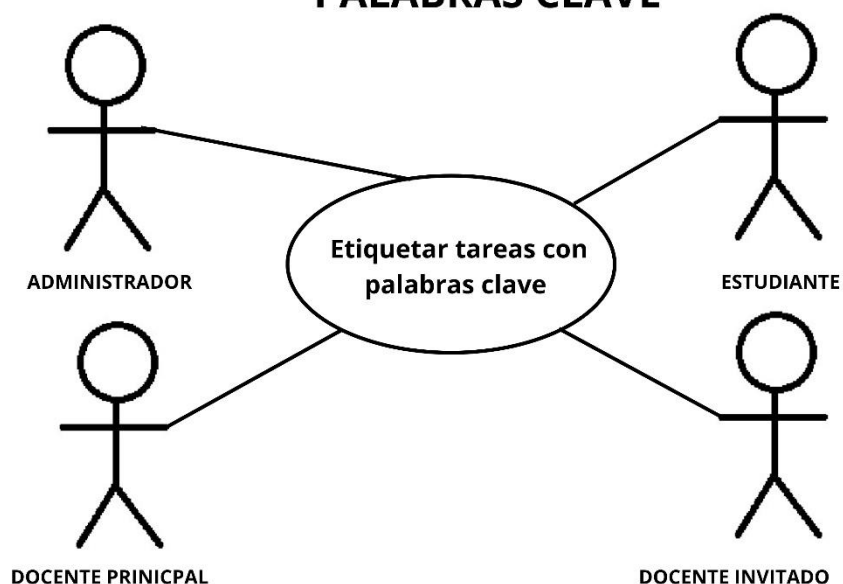 PALABRAS CLAVE
Etiquetar tareas con
palabras clave
ADMINISTRADOR
ESTUDIANTE
DOCENTE PRINICPAL
DOCENTE INVITADO